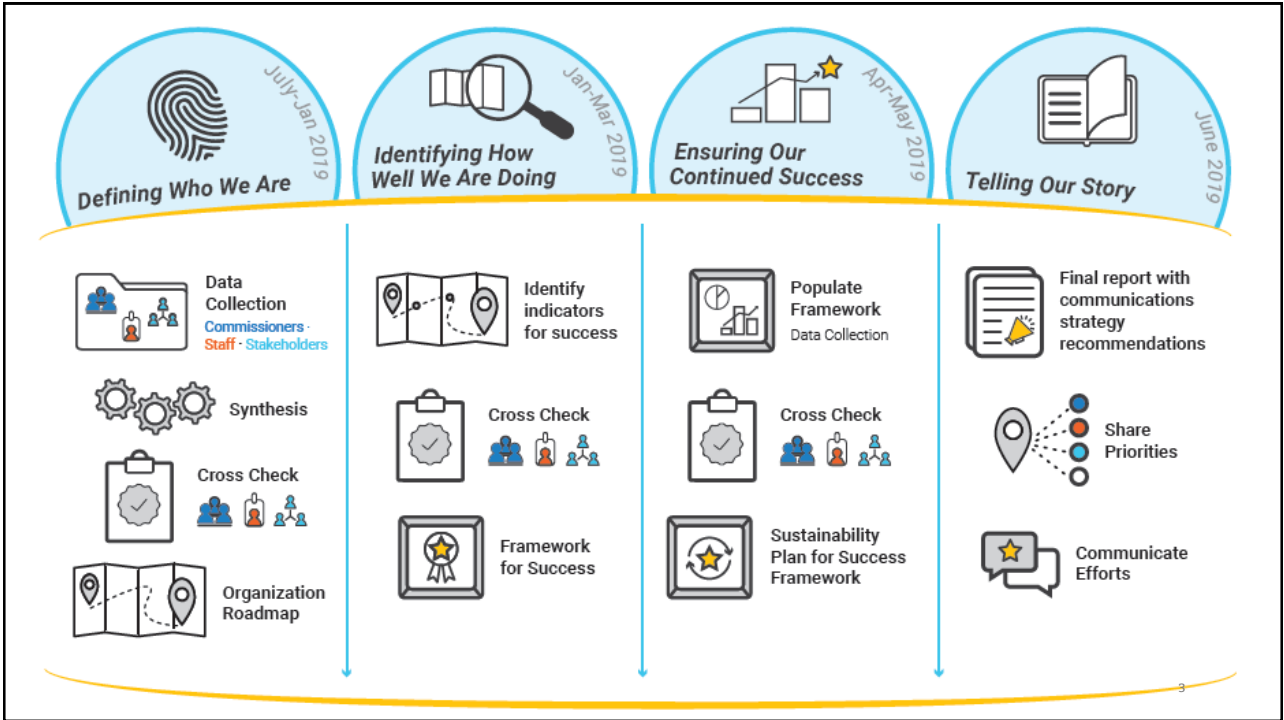 Defining Who We Are
July-Jan 2019
Data
Collection
Commissioners ·
Staff · Stakeholders
Synthesis
Cross Check
Organization
Roadmap
Identifying How
Well We Are Doing
Jan-Mar 2019
Identify
indicators
for success
Cross Check
Framework
for Success
Ensuring Our
Continued Success
Apr-May 2019
Populate
Framework
Data Collection
Cross Check
Sustainability
Plan for Success
Framework
Telling Our Story
June 2019
Final report with
communications
strategy
recommendations
Share
Priorities
Communicate
Efforts
3